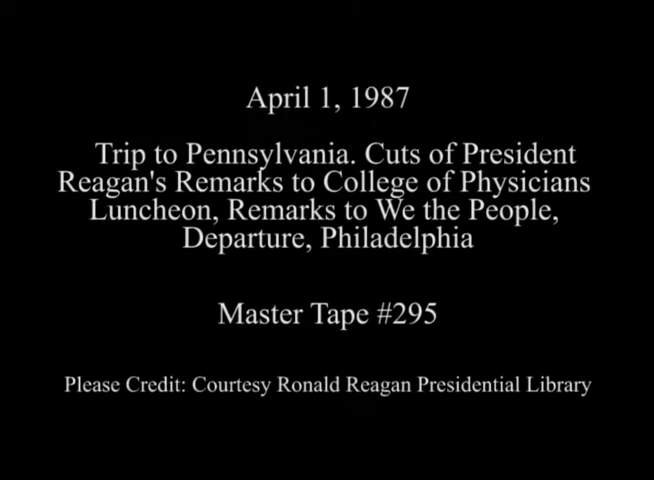 April 1, 1987
Trip to Pennsylvania. Cuts of President
Reagan's Remarks to College of Physicians
Luncheon, Remarks to We the People,
Departure, Philadelphia
Master Tape #295
Please Credit: Courtesy Ronald Reagan Presidential Library